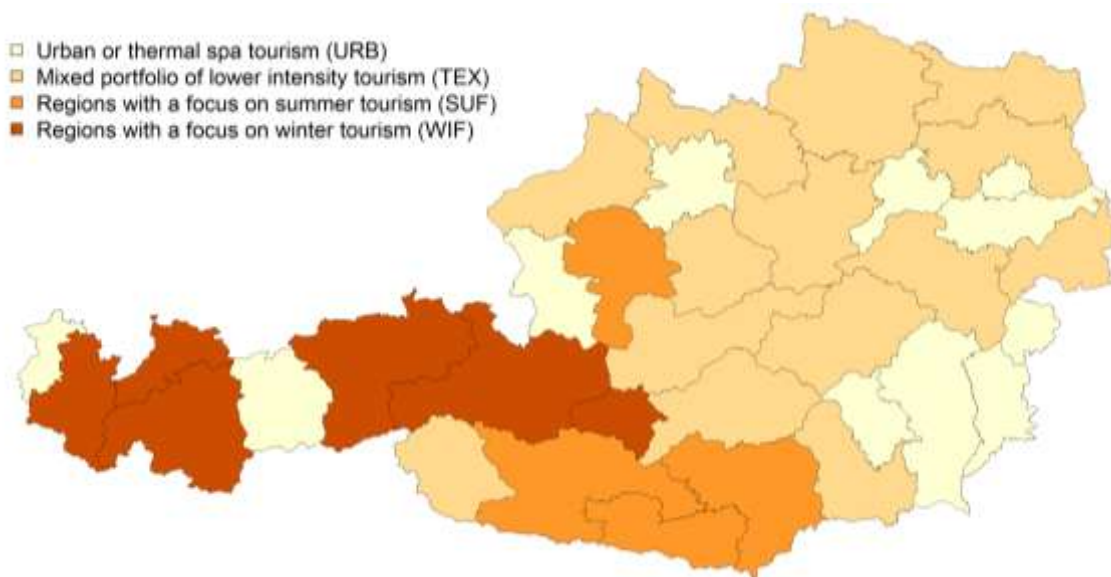 Urban or thermal spa tourism (URB)
Mixed portfolio of lower intensity tourism (TEX)
Regions with a focus on summer tourism (SUF)
Regions with a focus on winter tourism (WIF)